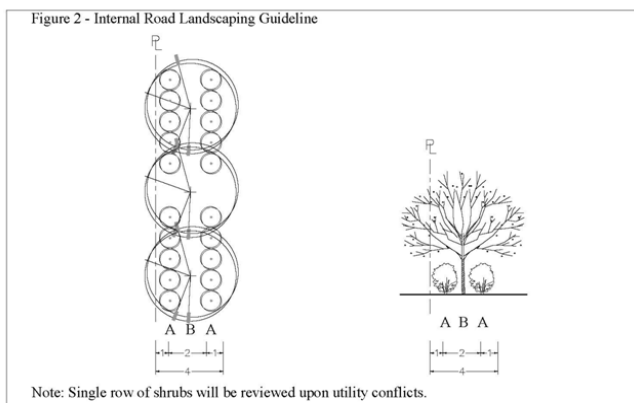 Figure 2 - Internal Road Landscaping Guideline
PL
PL
A B A
1 2 1
4
A B A
1 2 1
4
Note: Single row of shrubs will be reviewed upon utility conflicts.